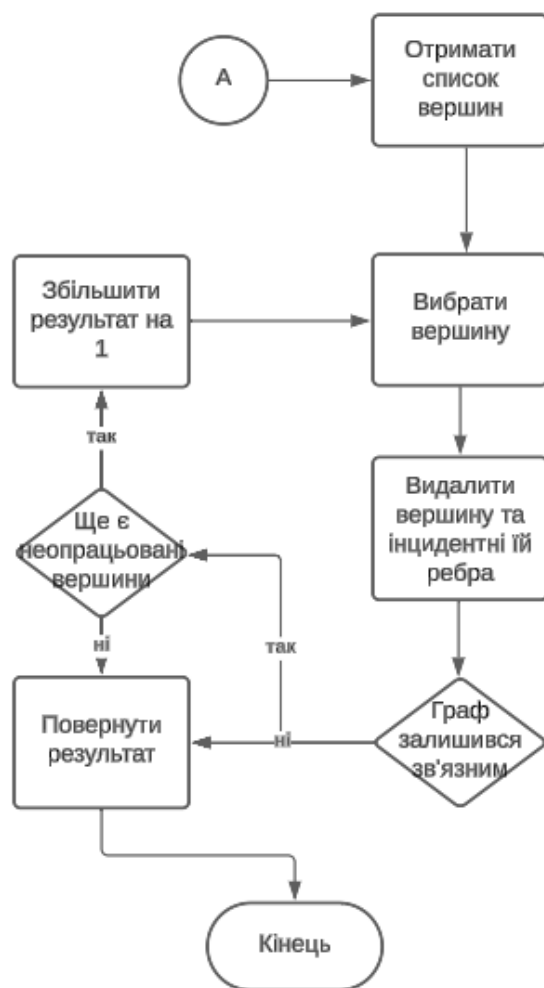 А
Отримати
список
вершин
Збільшити
результат на
1
Вибрати
вершину
так
Видалити
вершину та
інцидентні їй
ребра
Ще є
неопрацьовані
вершини
так
ні
Повернути
результат
ні
Граф
залишився
зв'язним
Кінець